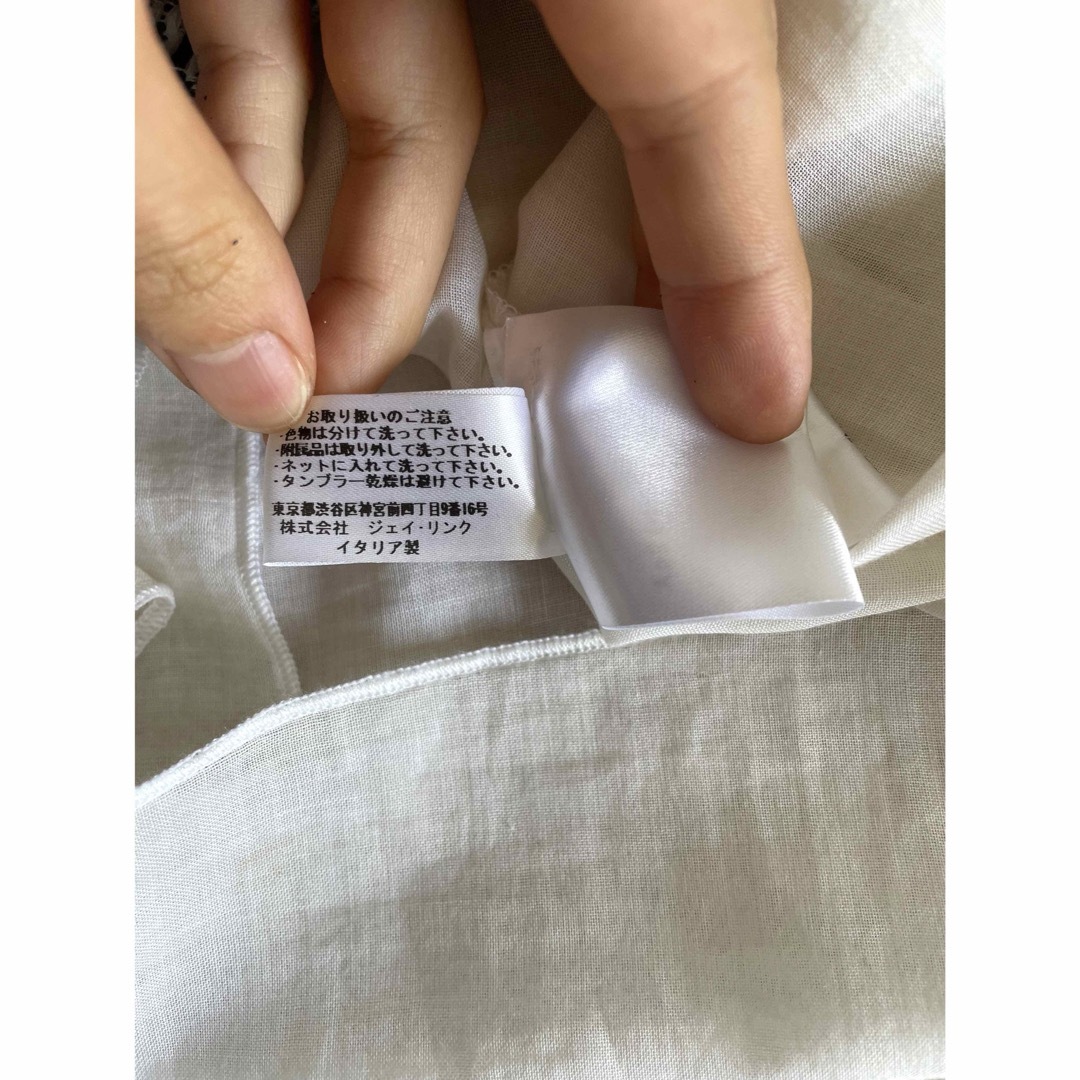 お取り扱いのご注意
・色物は分けて洗って下さい。
・附属品は取り外して洗って下さい。
・ネットに入れて洗って下さい。
・タンブラー乾燥は避けて下さい。
東京都渋谷区神宮前四丁目9番16号
株式会社 ジェイ・リンク
イタリア製